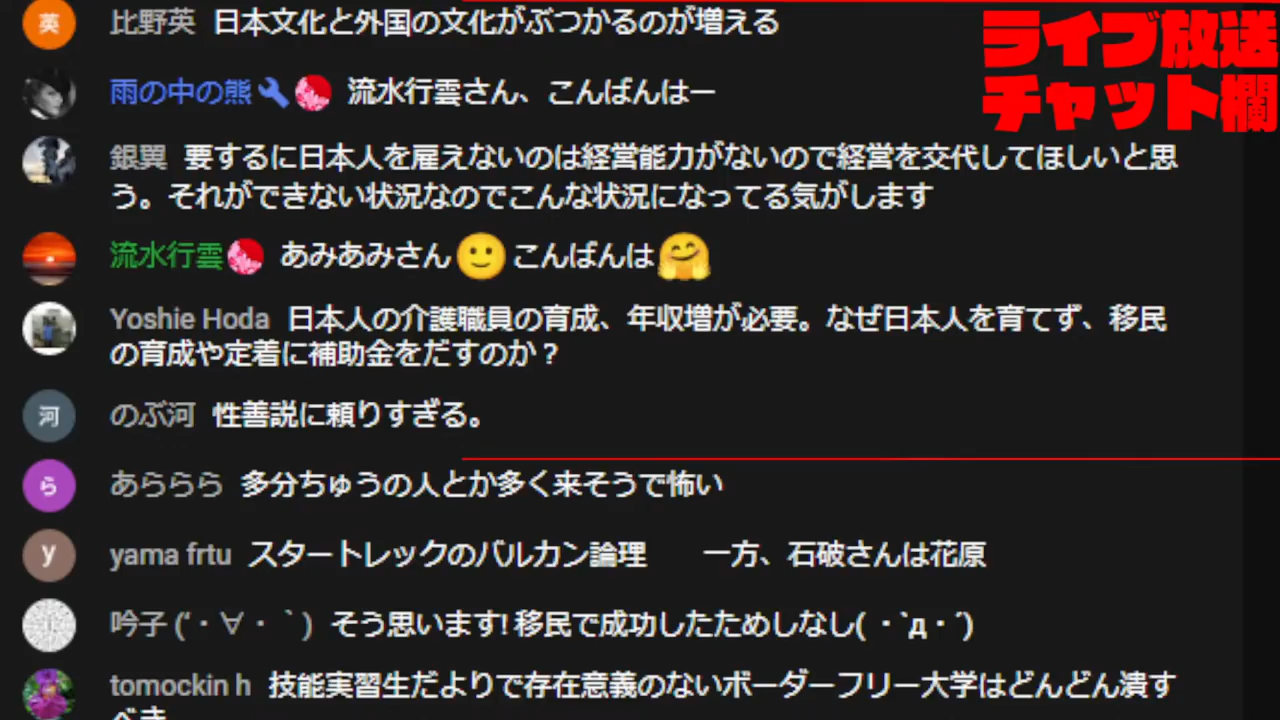 英 比野英 日本文化と外国の文化がぶつかるのが増える
ライブ放送
チャット欄
雨の中の熊 流水行雲さん、こんばんはー
銀翼 要するに日本人を雇えないのは経営能力がないので経営を交代してほしいと思
う。それができない状況なのでこんな状況になってる気がします
流水行雲 あみあみさん🙂こんばんは🤗
Yoshie Hoda 日本人の介護職員の育成、年収増が必要。なぜ日本人を育てず、移民
の育成や定着に補助金をだすのか？
河 のぶ河 性善説に頼りすぎる。
ら あららら 多分ちゅうの人とか多く来そうで怖い
y yama frtu スタートレックのバルカン論理　　一方、石破さんは花原
吟子 (‘・∀・｀) そう思います! 移民で成功したためしなし( ・`д・´)
tomockin h 技能実習生だよりで存在意義のないボーダーフリー大学はどんどん潰す
べき